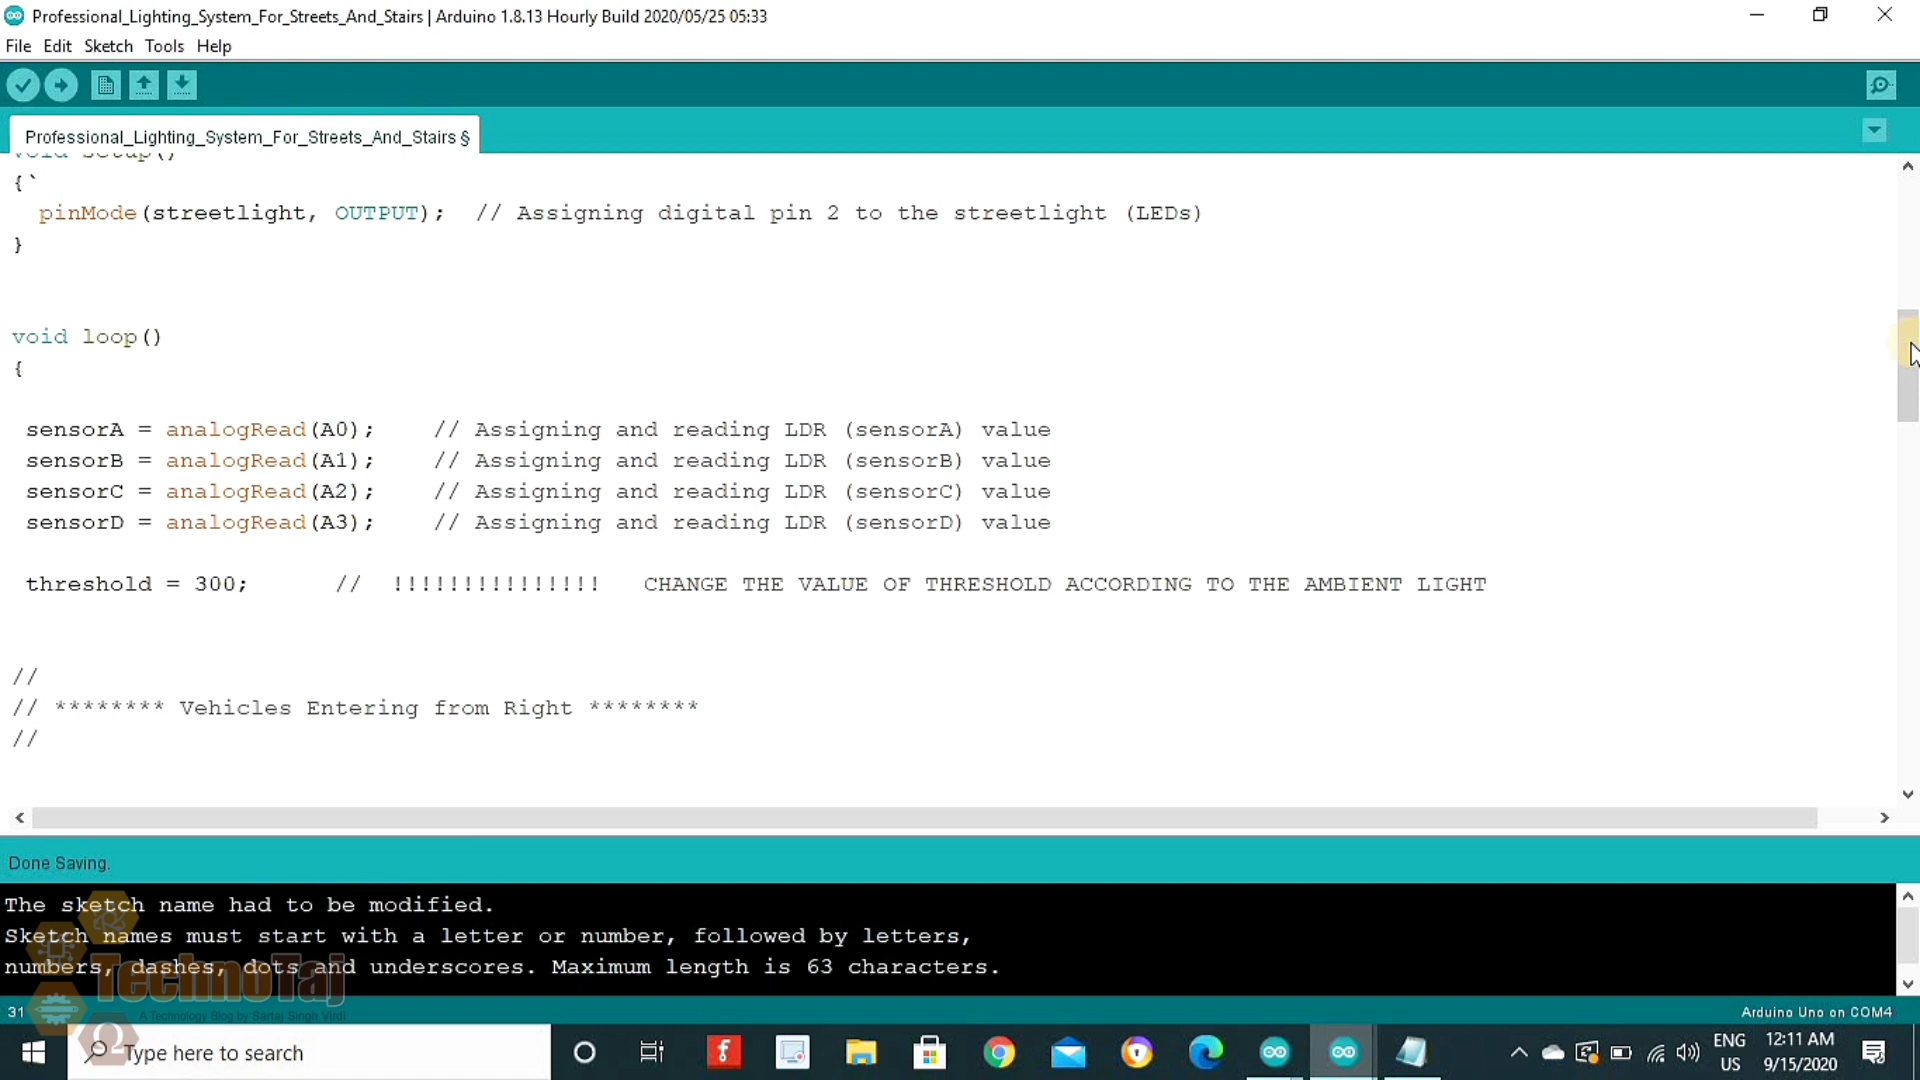 Professional_Lighting_System_For_Streets_And_Stairs | Arduino 1.8.13 Hourly Build 2020/05/25 05:33
File Edit Sketch Tools Help
Professional_Lighting_System_For_Streets_And_Stairs §
void setup()
{`
pinMode(streetlight, OUTPUT);  // Assigning digital pin 2 to the streetlight (LEDs)
}
void loop()
{
sensorA = analogRead(A0);    // Assigning and reading LDR (sensorA) value
sensorB = analogRead(A1);    // Assigning and reading LDR (sensorB) value
sensorC = analogRead(A2);    // Assigning and reading LDR (sensorC) value
sensorD = analogRead(A3);    // Assigning and reading LDR (sensorD) value
threshold = 300;      //  !!!!!!!!!!!!!!!   CHANGE THE VALUE OF THRESHOLD ACCORDING TO THE AMBIENT LIGHT
//
// ******** Vehicles Entering from Right ********
//
Done Saving.
The sketch name had to be modified.
Sketch names must start with a letter or number, followed by letters,
numbers, dashes, dots and underscores. Maximum length is 63 characters.
TechnoTaj
A Technology Blog by Sartaj Singh Virdi
31
Arduino Uno on COM4
Type here to search
ENG
US
12:11 AM
9/15/2020